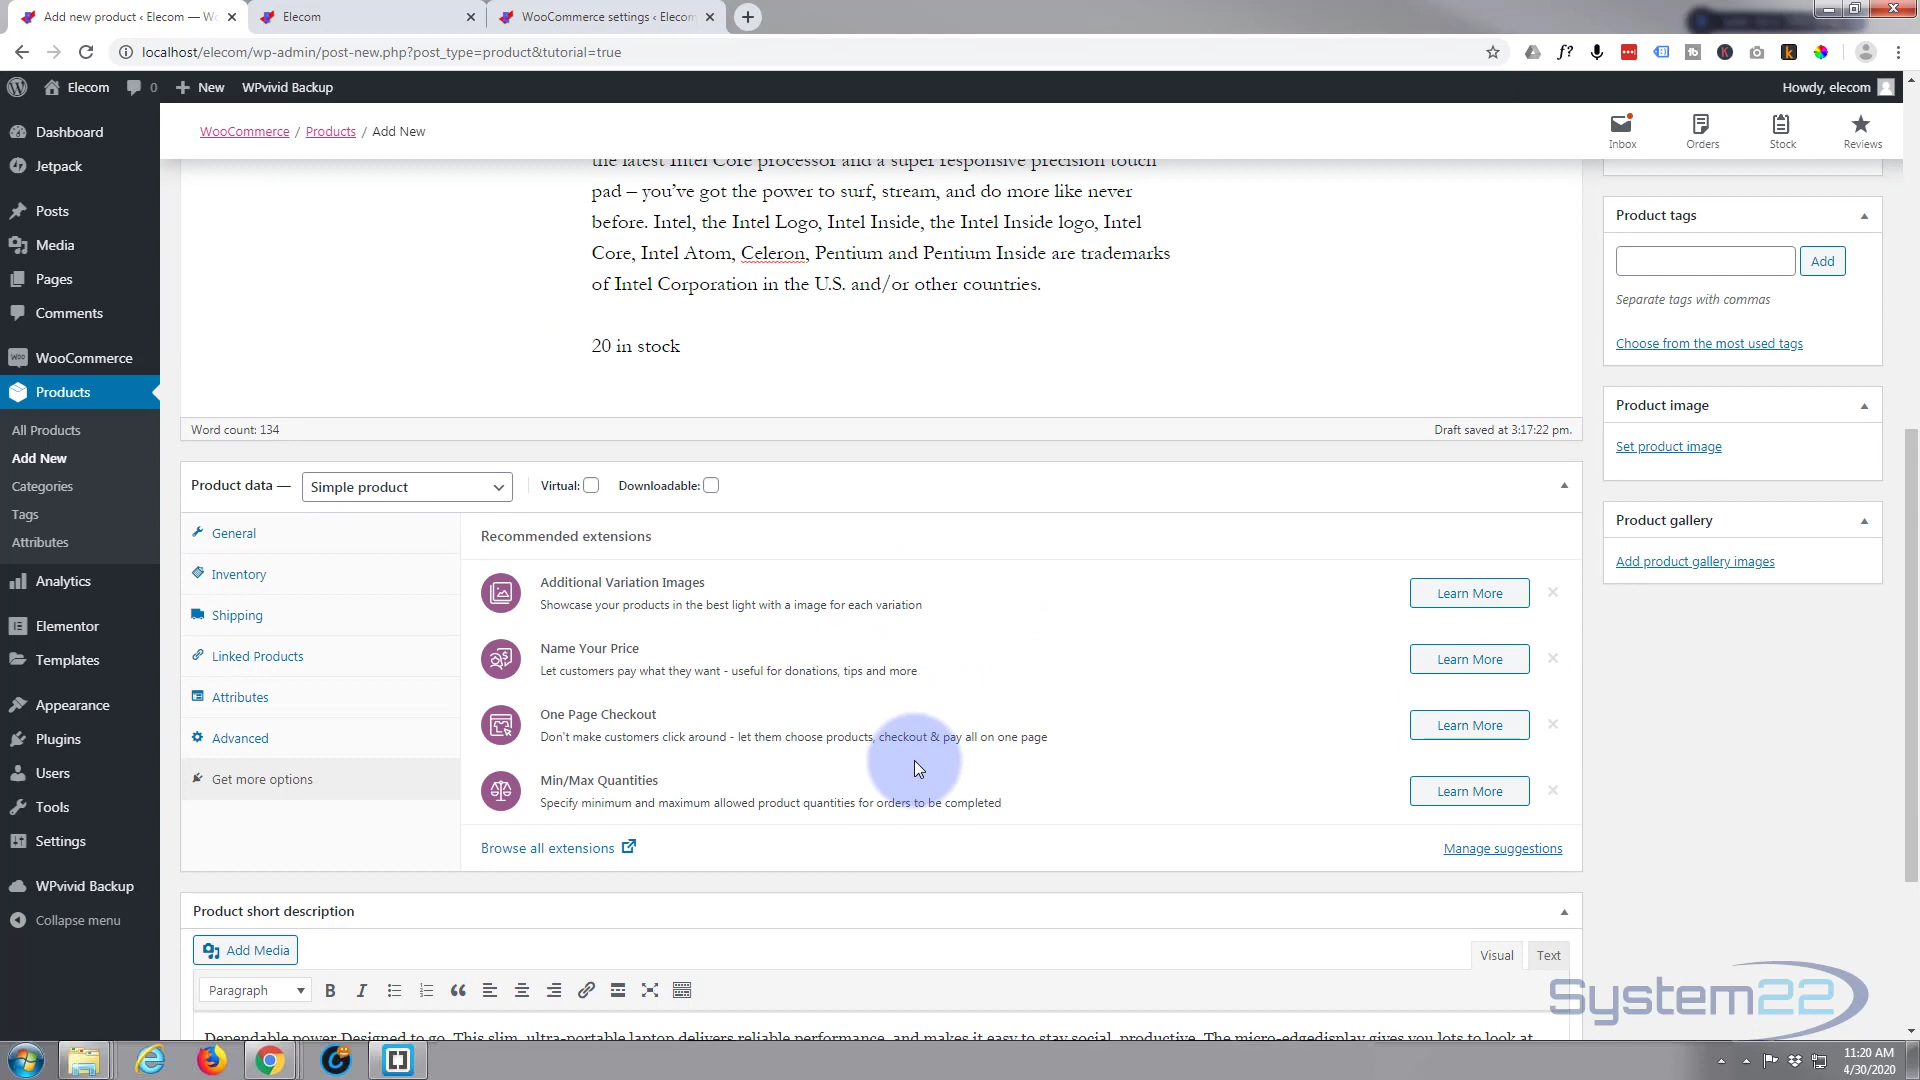 Add new product ‹ Elecom — Wo
Elecom
WooCommerce settings ‹ Elecom
localhost/elecom/wp-admin/post-new.php?post_type=product&tutorial=true
Elecom
0
New
WPvivid Backup
Howdy, elecom
Dashboard
Jetpack
Posts
Media
Pages
Comments
WooCommerce
Products
All Products
Add New
Categories
Tags
Attributes
Analytics
Elementor
Templates
Appearance
Plugins
Users
Tools
Settings
WPvivid Backup
Collapse menu
WooCommerce / Products / Add New
Inbox
Orders
Stock
Reviews
the latest Intel Core processor and a super responsive precision touch
pad – you've got the power to surf, stream, and do more like never
before. Intel, the Intel Logo, Intel Inside, the Intel Inside logo, Intel
Core, Intel Atom, Celeron, Pentium and Pentium Inside are trademarks
of Intel Corporation in the U.S. and/or other countries.
20 in stock
Word count: 134
Draft saved at 3:17:22 pm.
Product data —
Simple product
Virtual:
Downloadable:
General
Inventory
Shipping
Linked Products
Attributes
Advanced
Get more options
Recommended extensions
Additional Variation Images
Showcase your products in the best light with a image for each variation
Learn More
Name Your Price
Let customers pay what they want - useful for donations, tips and more
Learn More
One Page Checkout
Don't make customers click around - let them choose products, checkout & pay all on one page
Learn More
Min/Max Quantities
Specify minimum and maximum allowed product quantities for orders to be completed
Learn More
Browse all extensions
Manage suggestions
Product short description
Add Media
Visual
Text
Paragraph
Dependable power. Designed to go. This slim, ultra-portable laptop delivers reliable performance, and makes it easy to stay social, productive. The micro-edgedisplay gives you lots to look at
Product tags
Add
Separate tags with commas
Choose from the most used tags
Product image
Set product image
Product gallery
Add product gallery images
System22
11:20 AM
4/30/2020